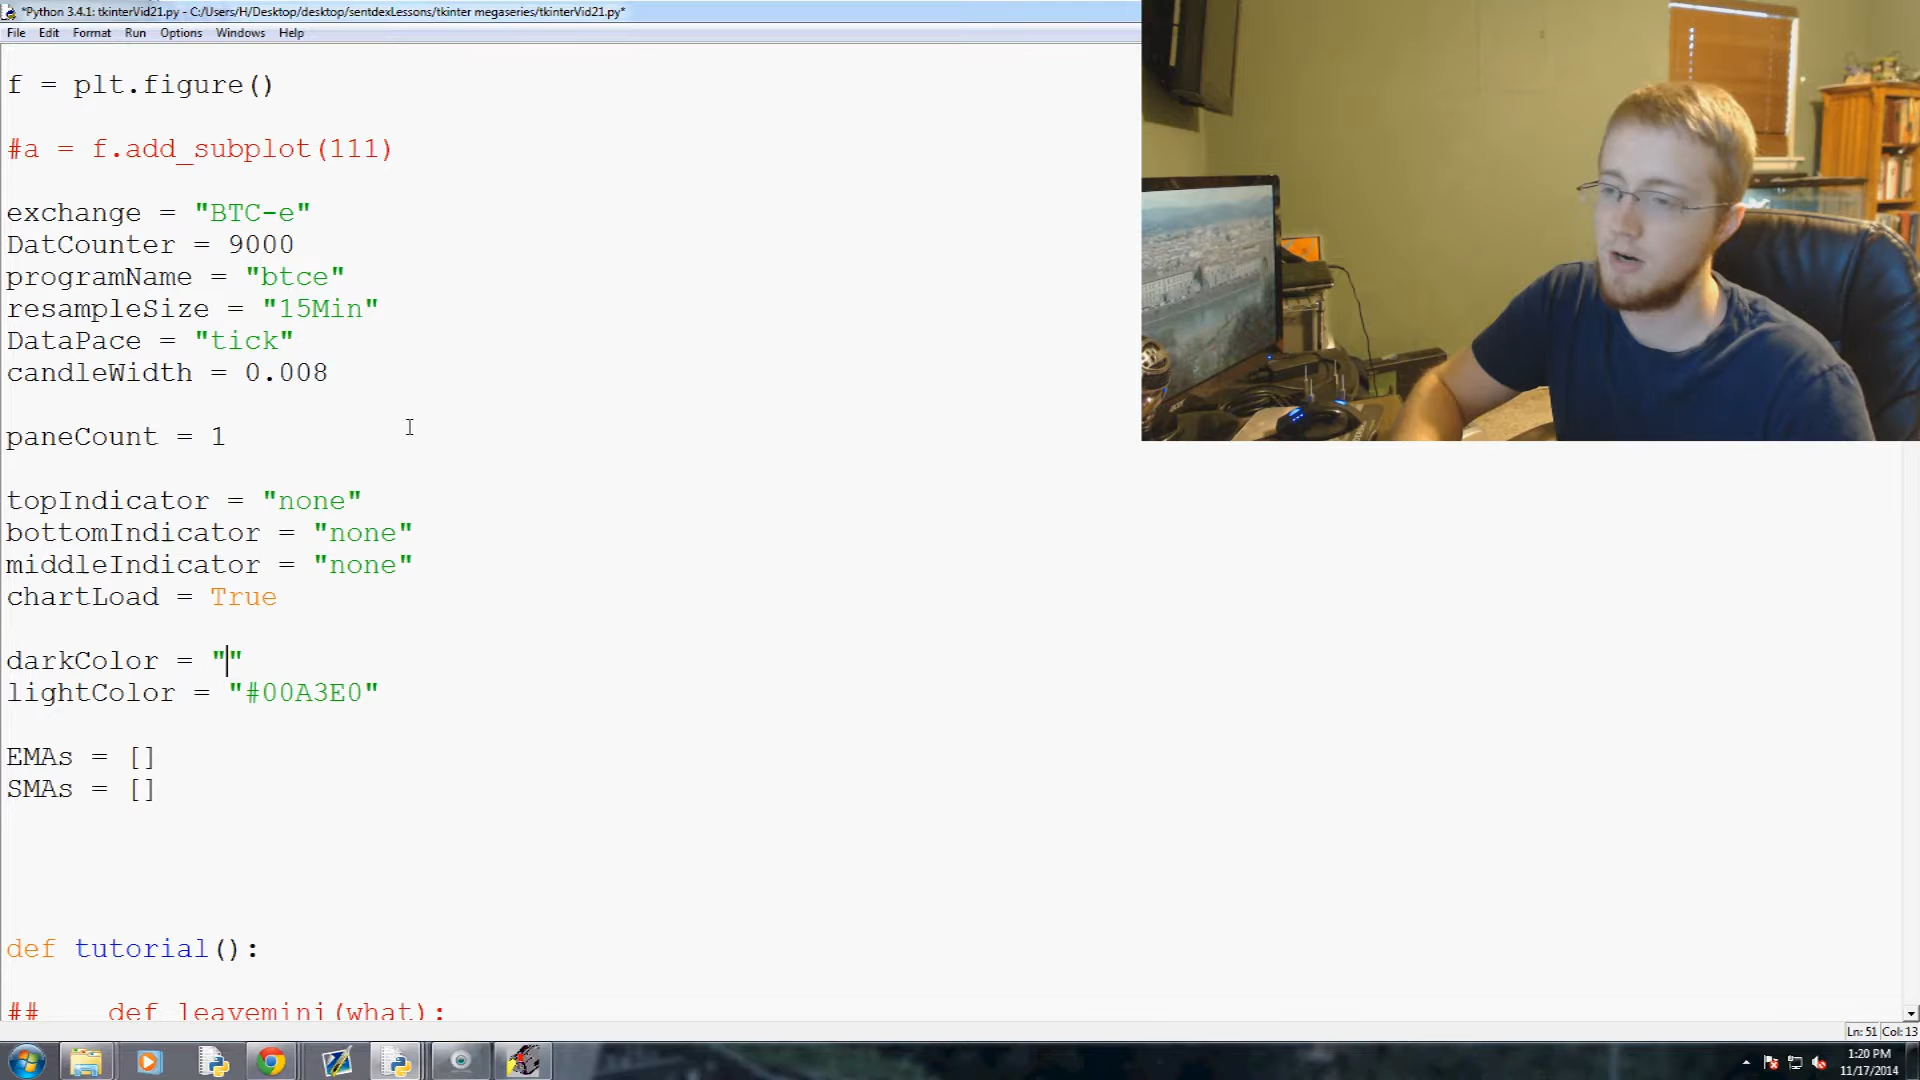 *Python 3.4.1: tkinterVid21.py - C:/Users/H/Desktop/desktop/sentdexLessons/tkinter megaseries/tkinterVid21.py*
File Edit Format Run Options Windows Help
f = plt.figure()
#a = f.add_subplot(111)
exchange = "BTC-e"
DatCounter = 9000
programName = "btce"
resampleSize = "15Min"
DataPace = "tick"
candleWidth = 0.008
paneCount = 1
topIndicator = "none"
bottomIndicator = "none"
middleIndicator = "none"
chartLoad = True
darkColor = ""
lightColor = "#00A3E0"
EMAs = []
SMAs = []
def tutorial():
## def leavemini(what):
Ln: 51 Col: 13
1:20 PM
11/17/2014